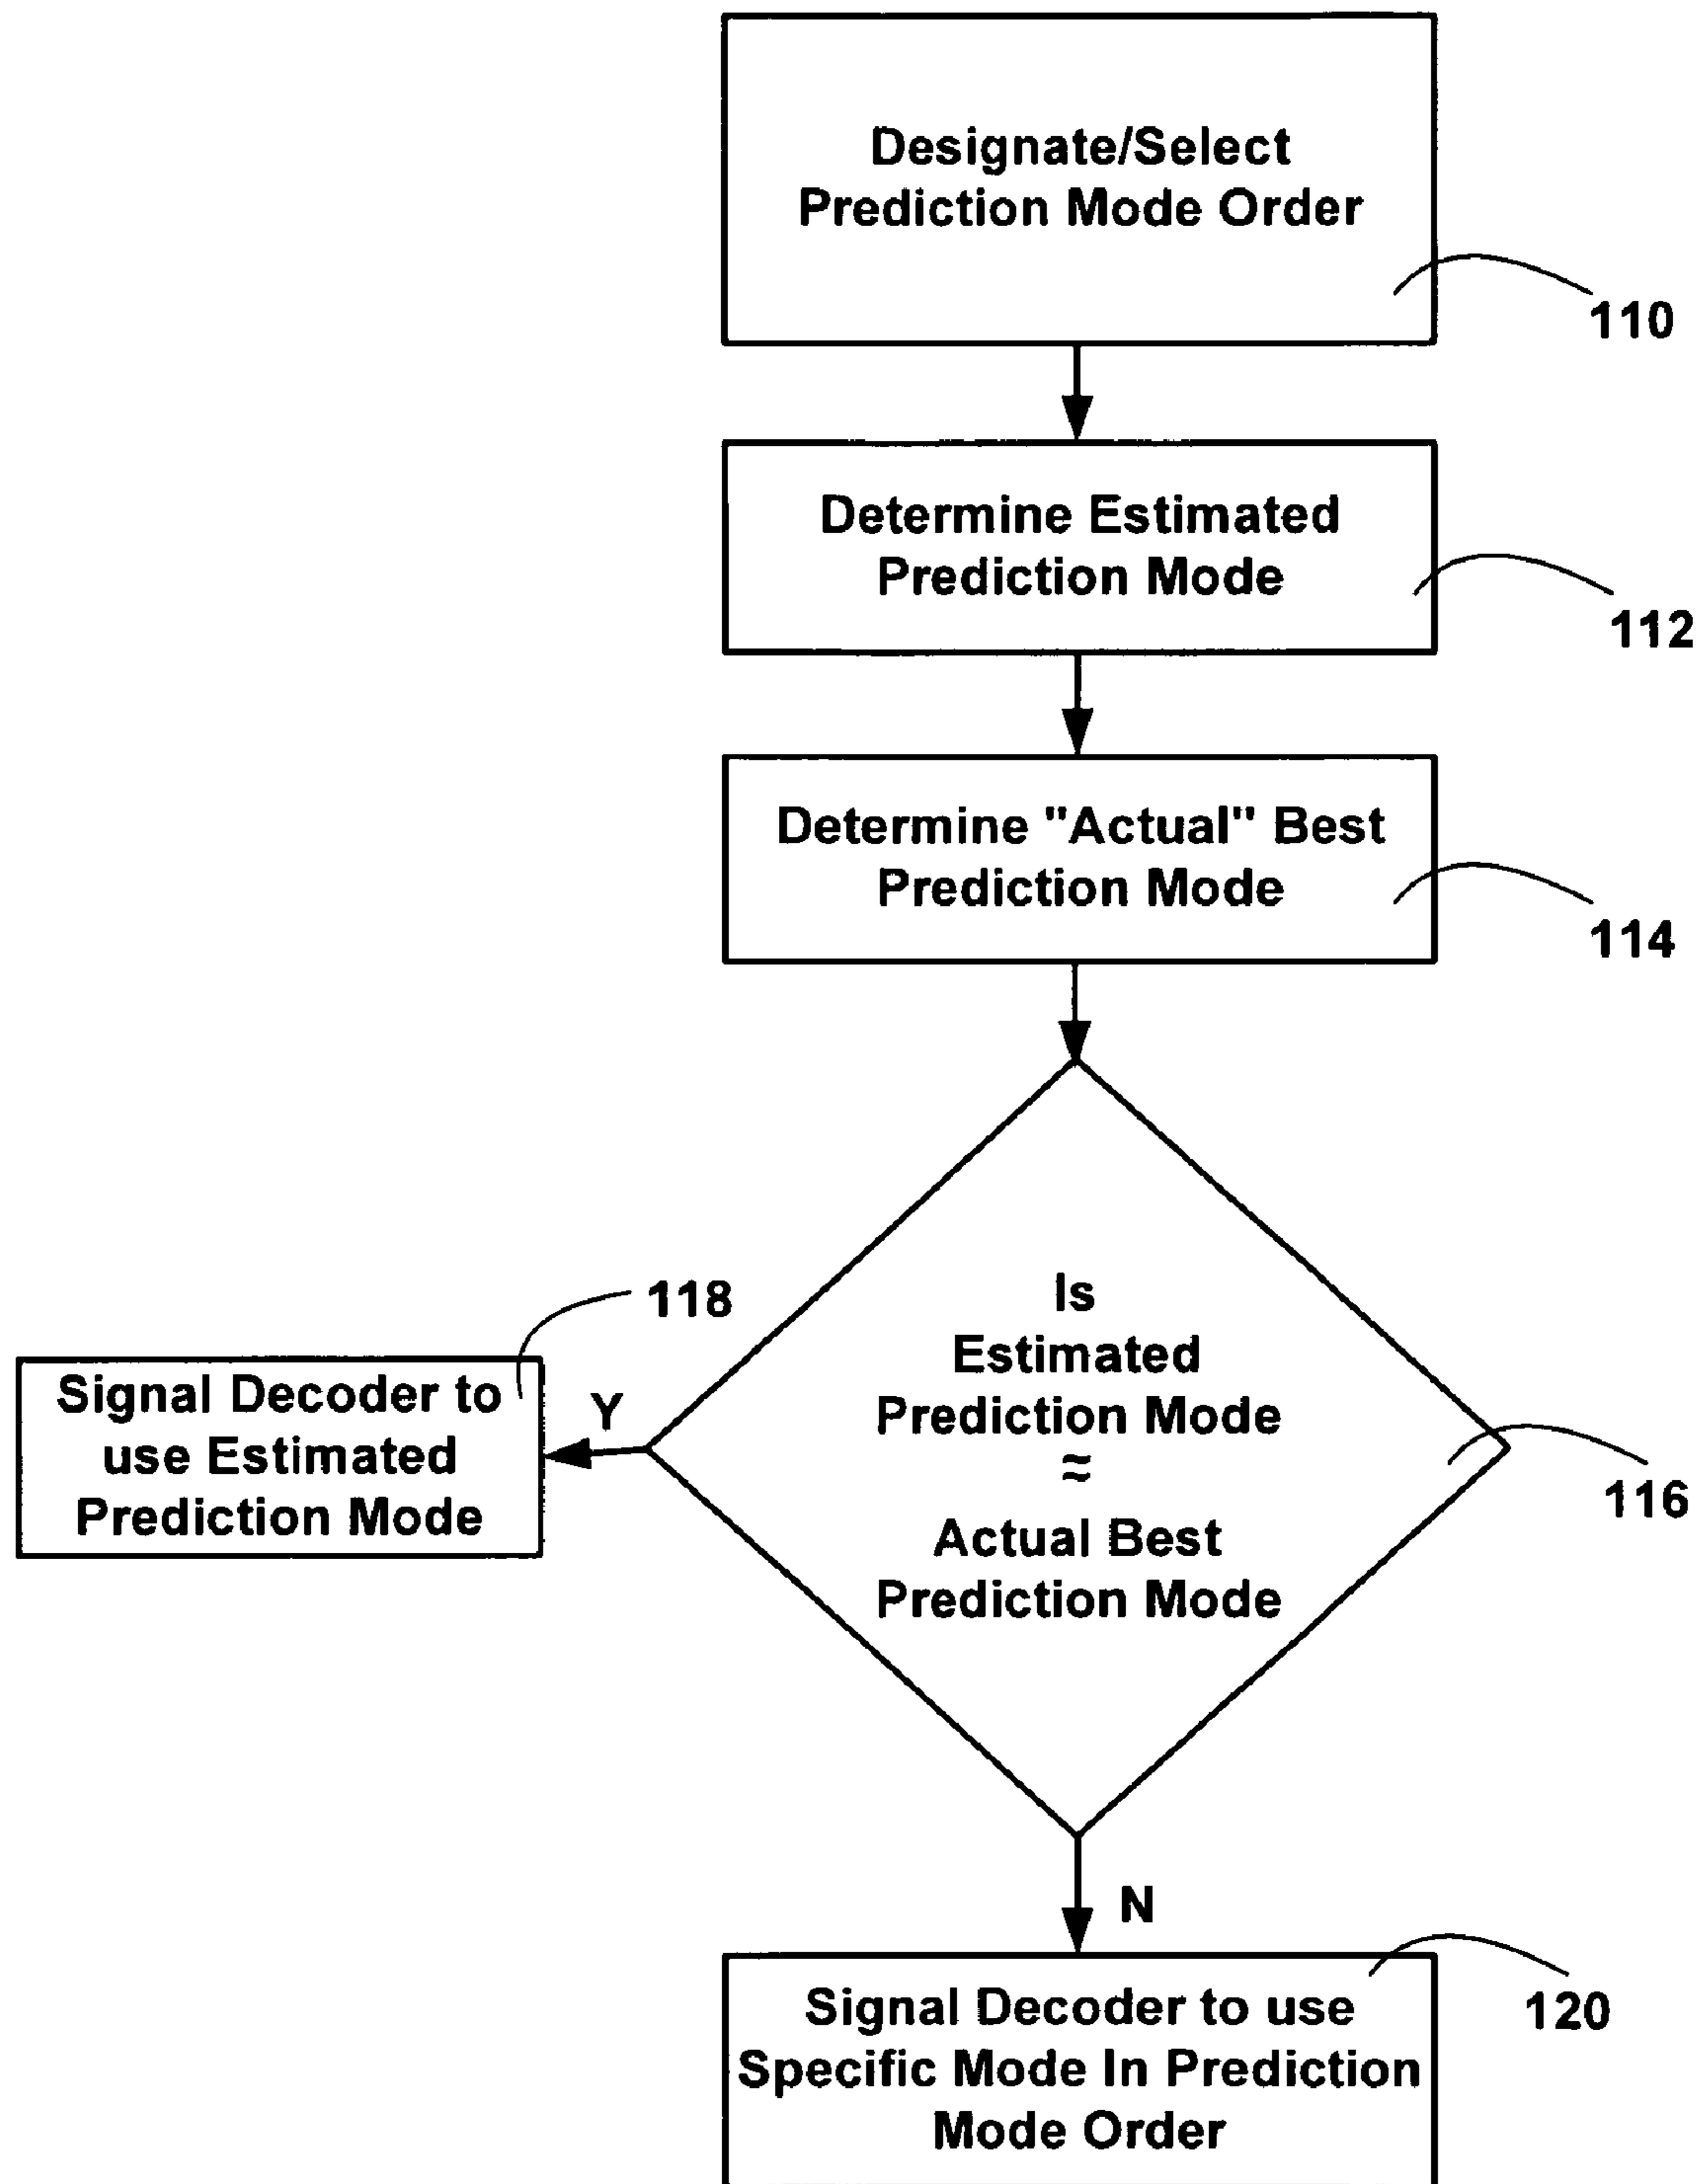 Designate/Select
Prediction Mode Order
110
Determine Estimated
Prediction Mode
112
Determine "Actual" Best
Prediction Mode
114
Is
Estimated
Prediction Mode
≈
Actual Best
Prediction Mode
116
118
Y
Signal Decoder to
use Estimated
Prediction Mode
N
Signal Decoder to use
Specific Mode In Prediction
Mode Order
120